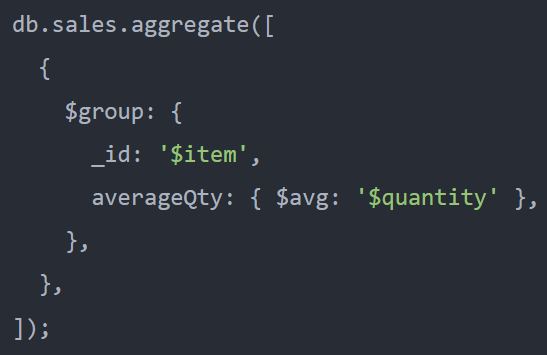 db.sales.aggregate([
  {
    $group: {
      _id: '$item',
      averageQty: { $avg: '$quantity' },
    },
  },
]);